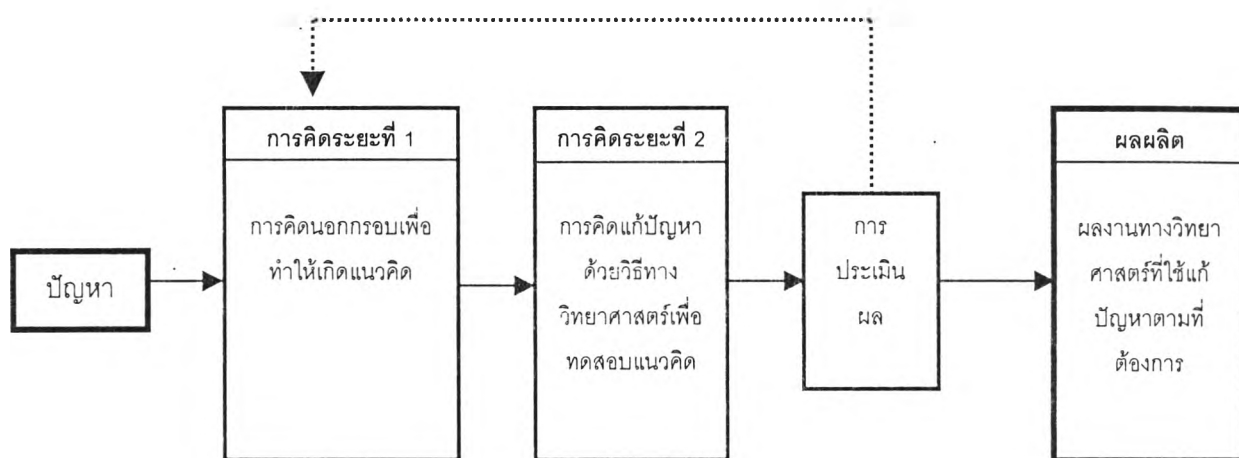 ปัญหา
การคิดระยะที่ 1
การคิดนอกกรอบเพื่อ
ทำให้เกิดแนวคิด
การคิดระยะที่ 2
การคิดแก้ปัญหา
ด้วยวิธีทาง
วิทยาศาสตร์เพื่อ
ทดสอบแนวคิด
การ
ประเมิน
ผล
ผลผลิต
ผลงานทางวิทยา
ศาสตร์ที่ใช้แก้
ปัญหาตามที่
ต้องการ